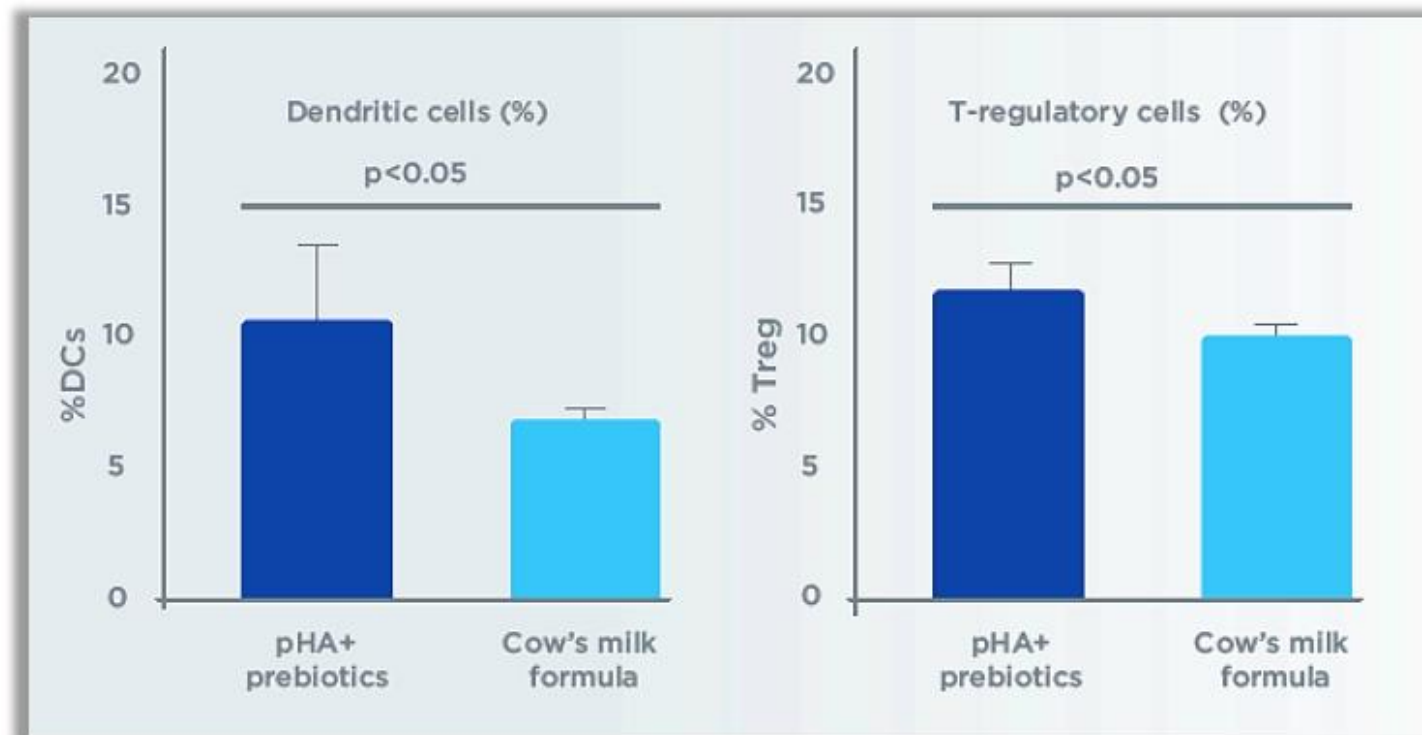 Dendritic cells (%)
p<0.05
%DCs
20
15
10
5
0
pHA+
prebiotics
Cow's milk
formula
T-regulatory cells (%)
p<0.05
% Treg
20
15
10
5
0
pHA+
prebiotics
Cow's milk
formula